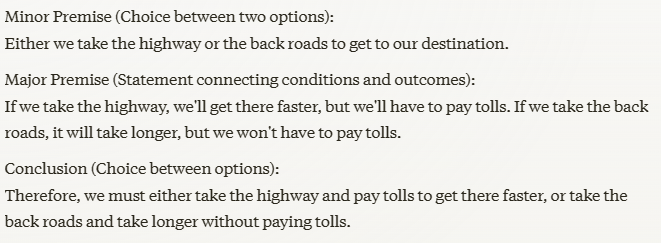 Minor Premise (Choice between two options):
Either we take the highway or the back roads to get to our destination.
Major Premise (Statement connecting conditions and outcomes):
If we take the highway, we'll get there faster, but we'll have to pay tolls. If we take the back
roads, it will take longer, but we won't have to pay tolls.
Conclusion (Choice between options):
Therefore, we must either take the highway and pay tolls to get there faster, or take the
back roads and take longer without paying tolls.